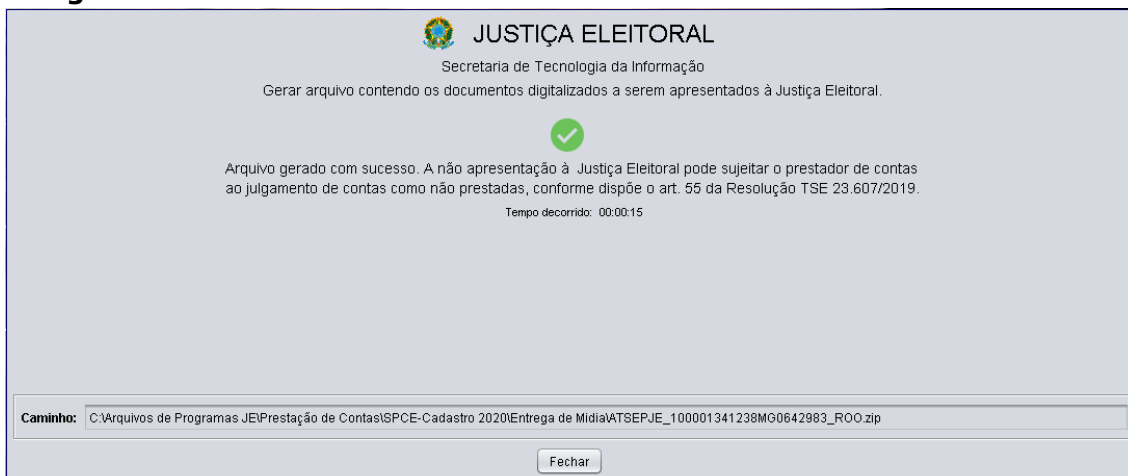 JUSTIÇA ELEITORAL
Secretaria de Tecnologia da Informação
Gerar arquivo contendo os documentos digitalizados a serem apresentados à Justiça Eleitoral.
Arquivo gerado com sucesso. A não apresentação à Justiça Eleitoral pode sujeitar o prestador de contas
ao julgamento de contas como não prestadas, conforme dispõe o art. 55 da Resolução TSE 23.607/2019.
Tempo decorrido: 00:00:15
Caminho: C:\Arquivos de Programas JE\Prestação de Contas\SPCE-Cadastro 2020\Entrega de Midia\ATSEPJE_100001341238MG0642983_ROO.zip
Fechar